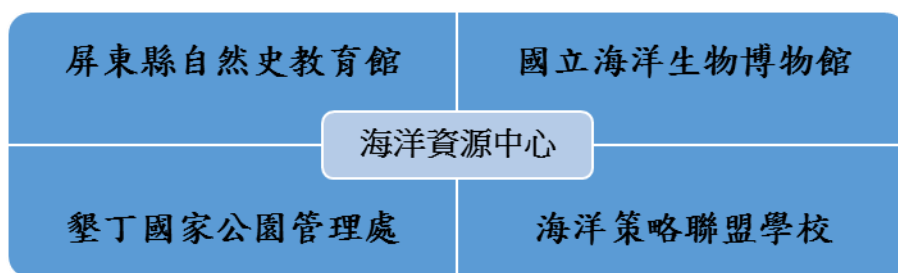 屏東縣自然史教育館
國立海洋生物博物館
海洋資源中心
墾丁國家公園管理處
海洋策略聯盟學校